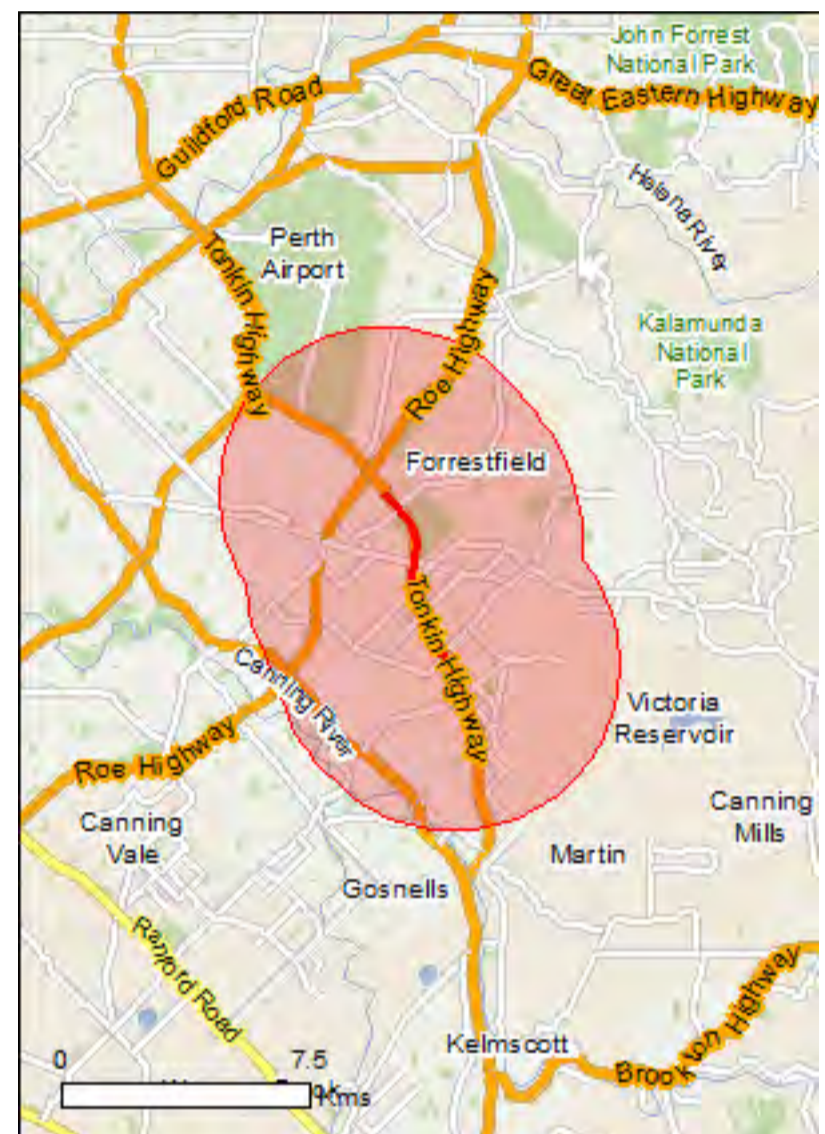 John Forrest
National Park
Great Eastern Highway
Guildford Road
Helena River
Perth
Airport
Tonkin Highway
Roe Highway
Kalamunda
National
Park
Forrestfield
Tonkin Highway
Canning River
Victoria
Reservoir
Roe Highway
Canning
Vale
Canning
Mills
Martin
Gosnells
Ranford Road
Kelmscott
Brookton Highway
0 7.5
Kms